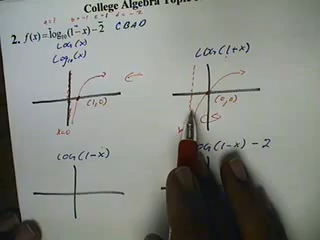 College Algebra Topic
a=1 b=-1 c=1 d=-2
2. f(x) = log₁₀(1-x) - 2 CBAD
LOG(x)
LOG₁₀(x)
(1,0)
x=0
LOG(1+x)
(0,0)
LOG(1-x)
LOG(1-x) - 2